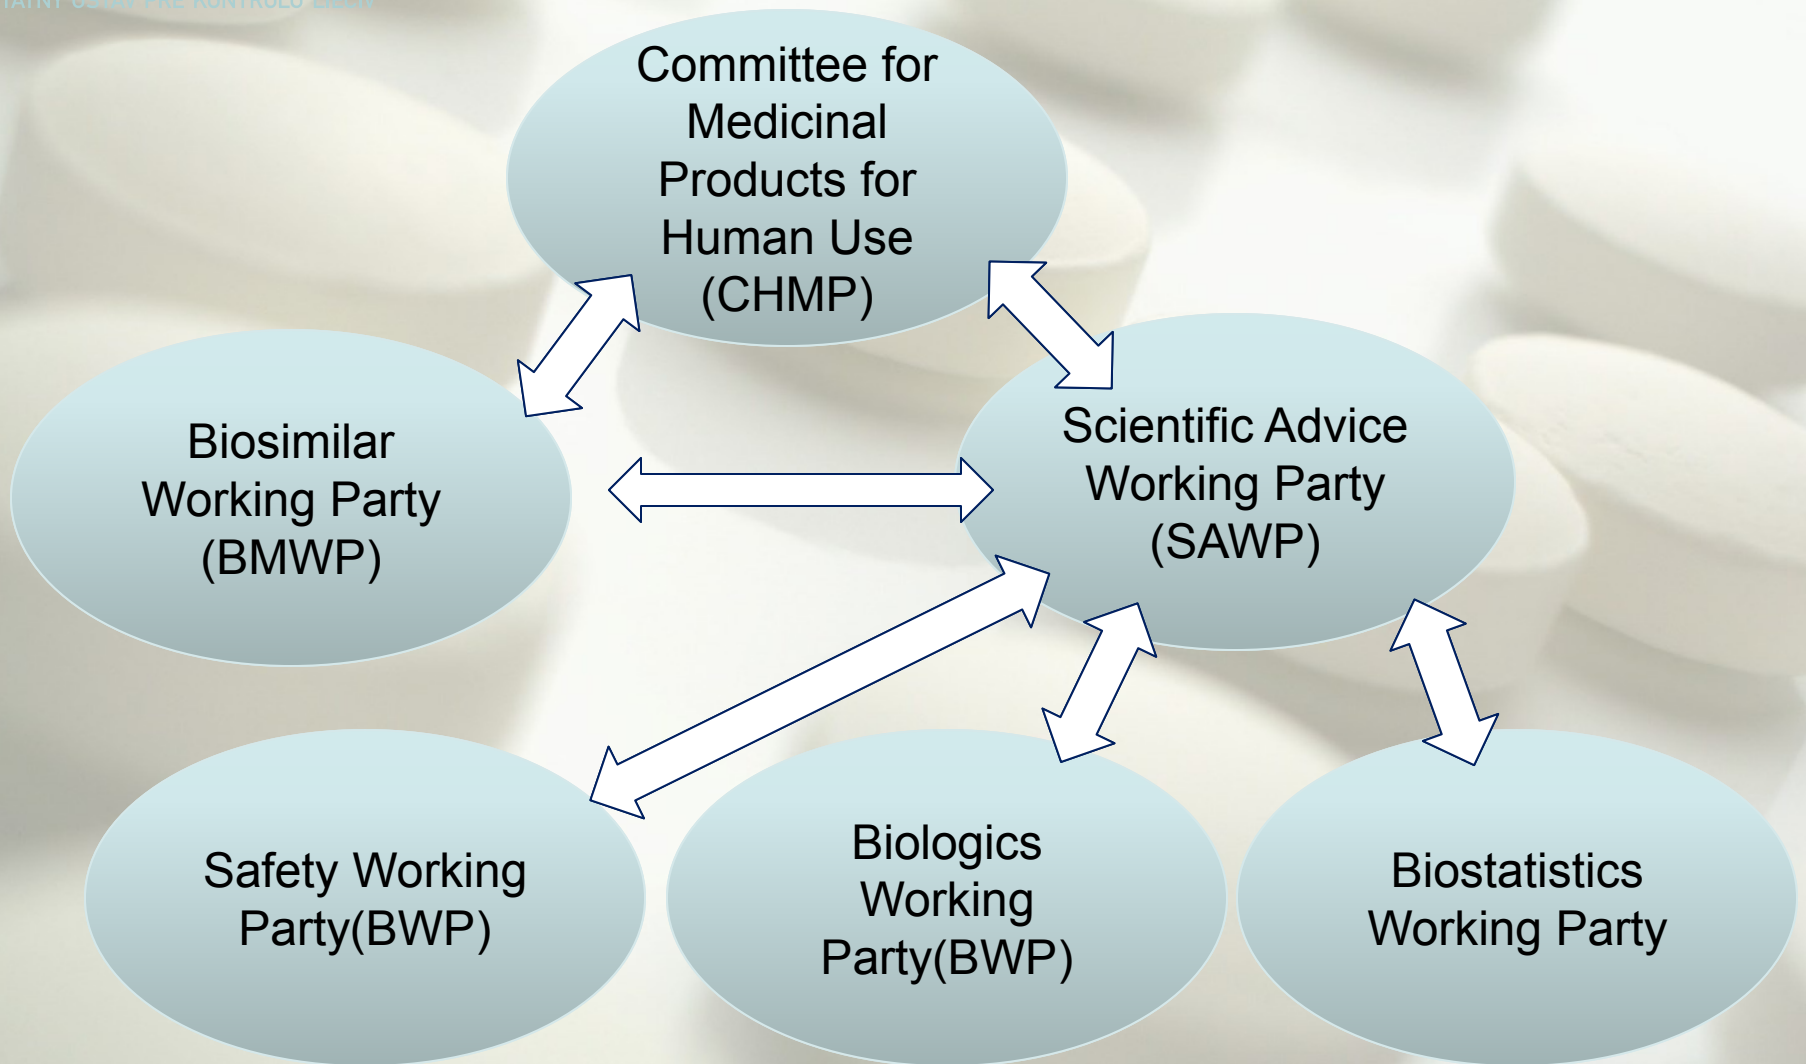 Committee for
Medicinal
Products for
Human Use
(CHMP)
Biosimilar
Working Party
(BMWP)
Scientific Advice
Working Party
(SAWP)
Safety Working
Party(BWP)
Biologics
Working
Party(BWP)
Biostatistics
Working Party